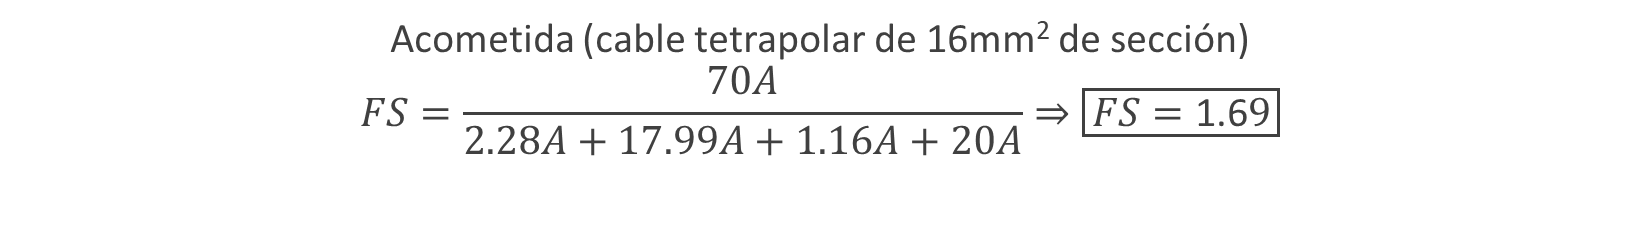 Acometida (cable tetrapolar de 16mm² de sección)
FS = 70A / 2.28A + 17.99A + 1.16A + 20A ⇒ FS = 1.69